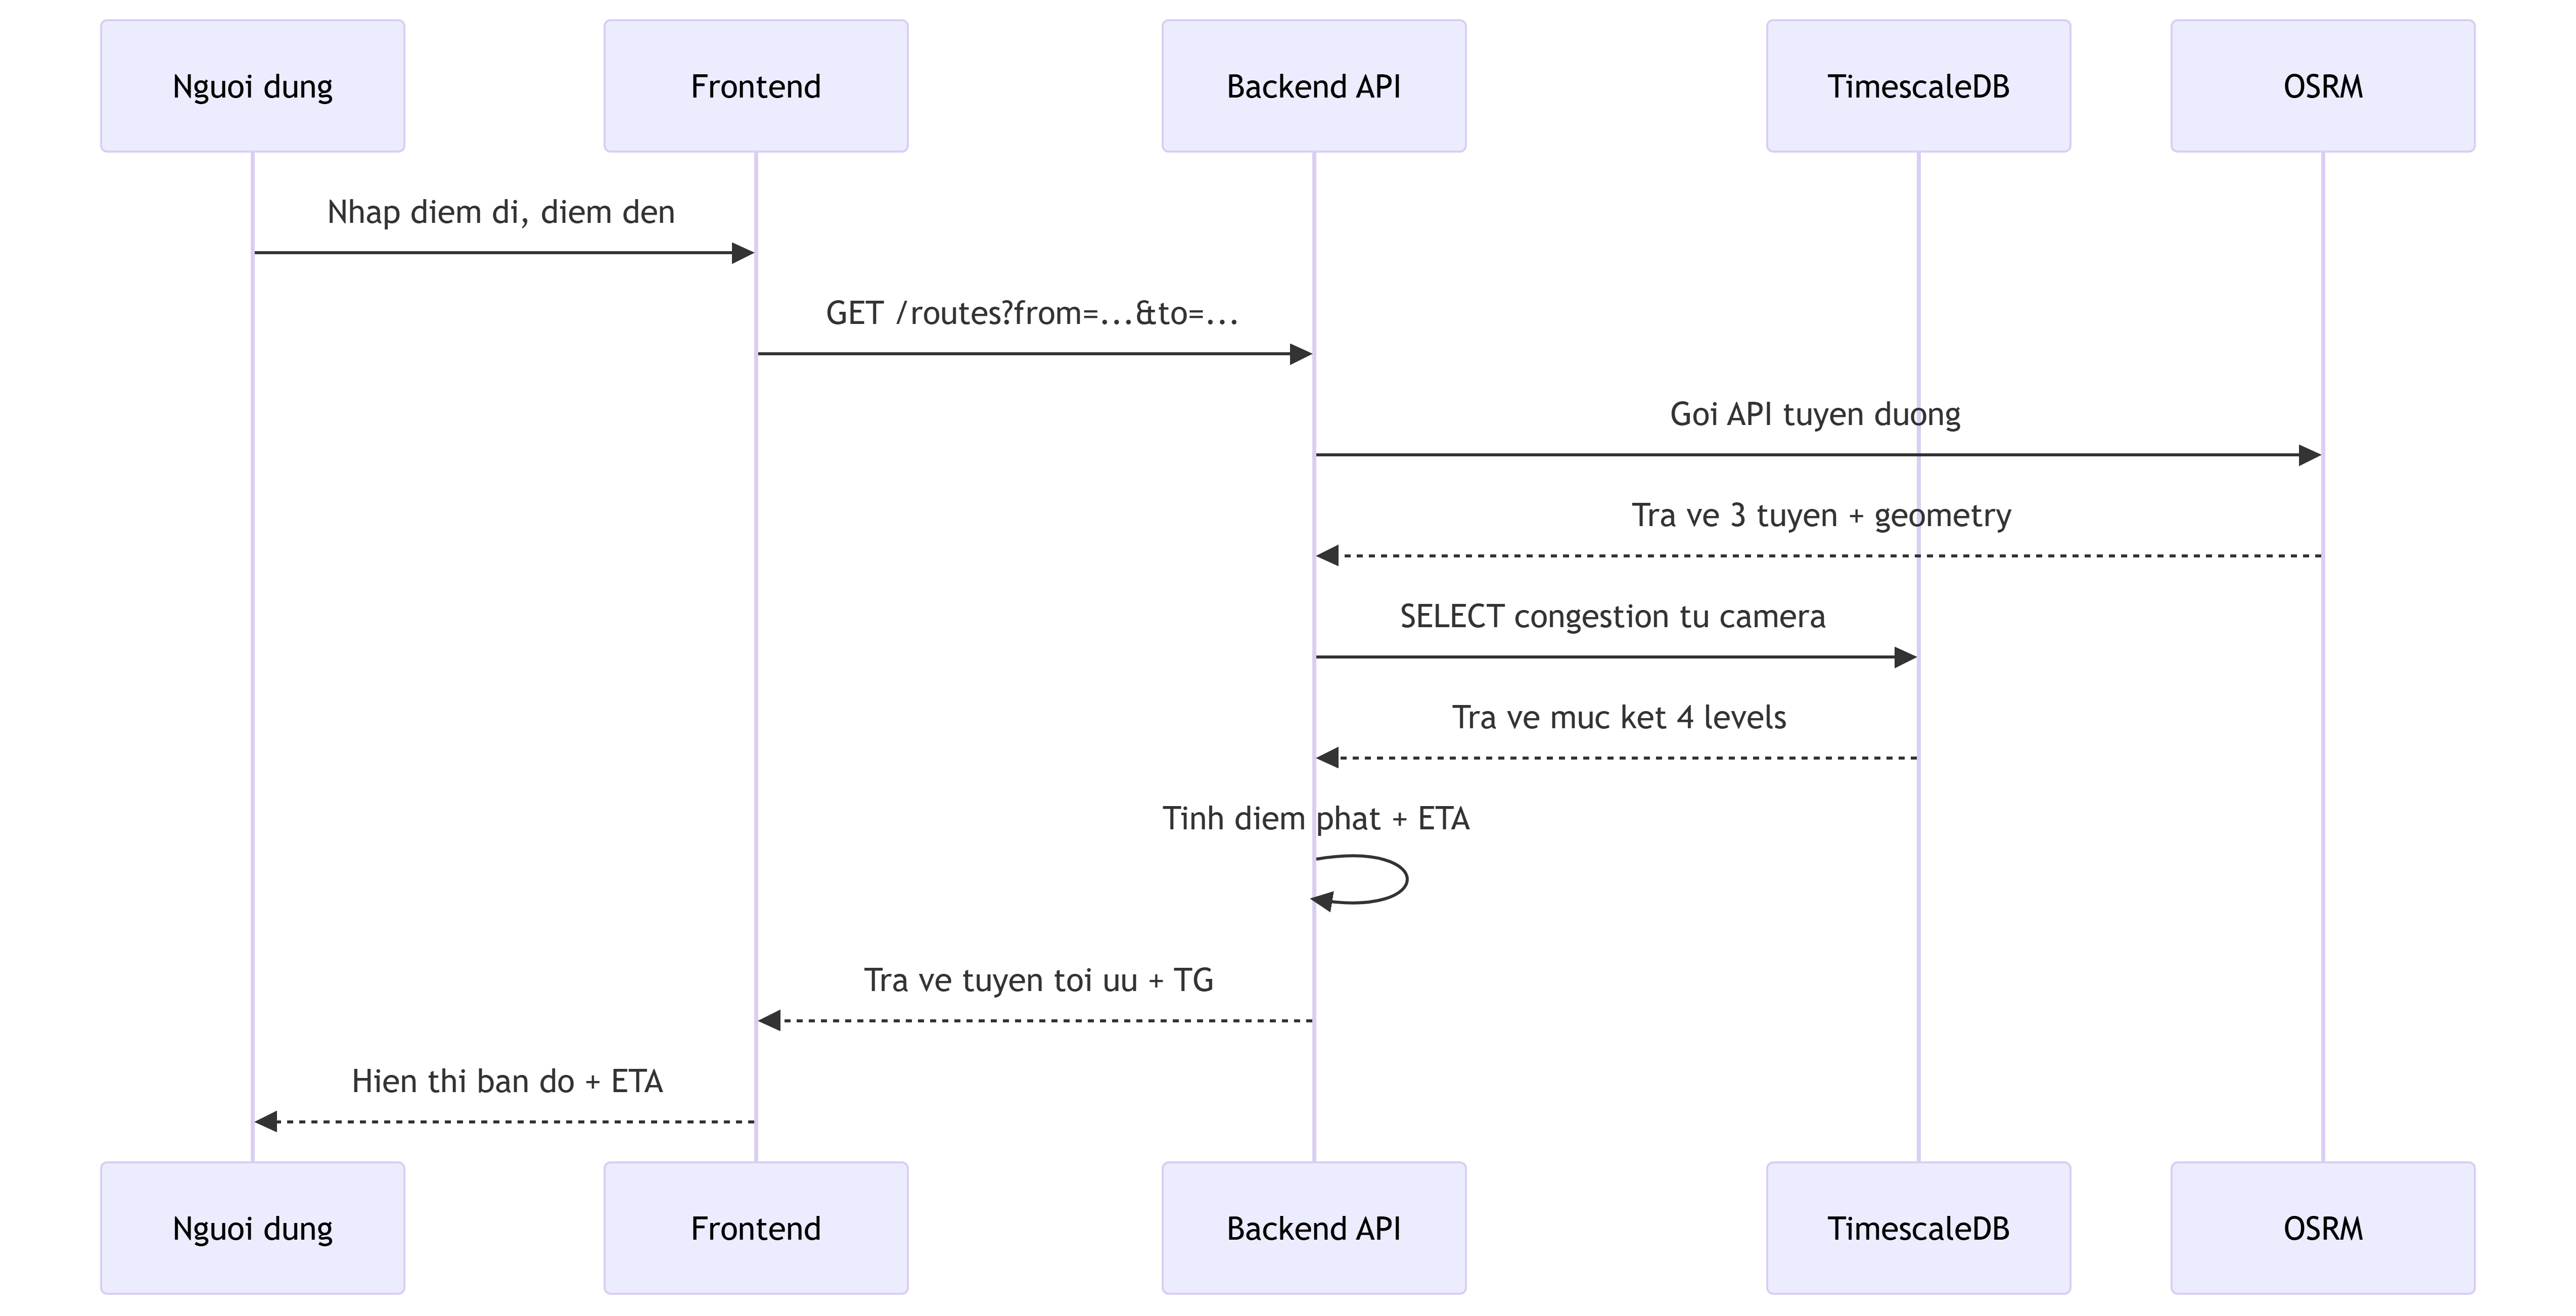 Nguoi dung
Frontend
Backend API
TimescaleDB
OSRM
Nhap diem di, diem den
GET /routes?from=...&to=...
Goi API tuyen duong
Tra ve 3 tuyen + geometry
SELECT congestion tu camera
Tra ve muc ket 4 levels
Tinh diem phat + ETA
Tra ve tuyen toi uu + TG
Hien thi ban do + ETA
Nguoi dung
Frontend
Backend API
TimescaleDB
OSRM